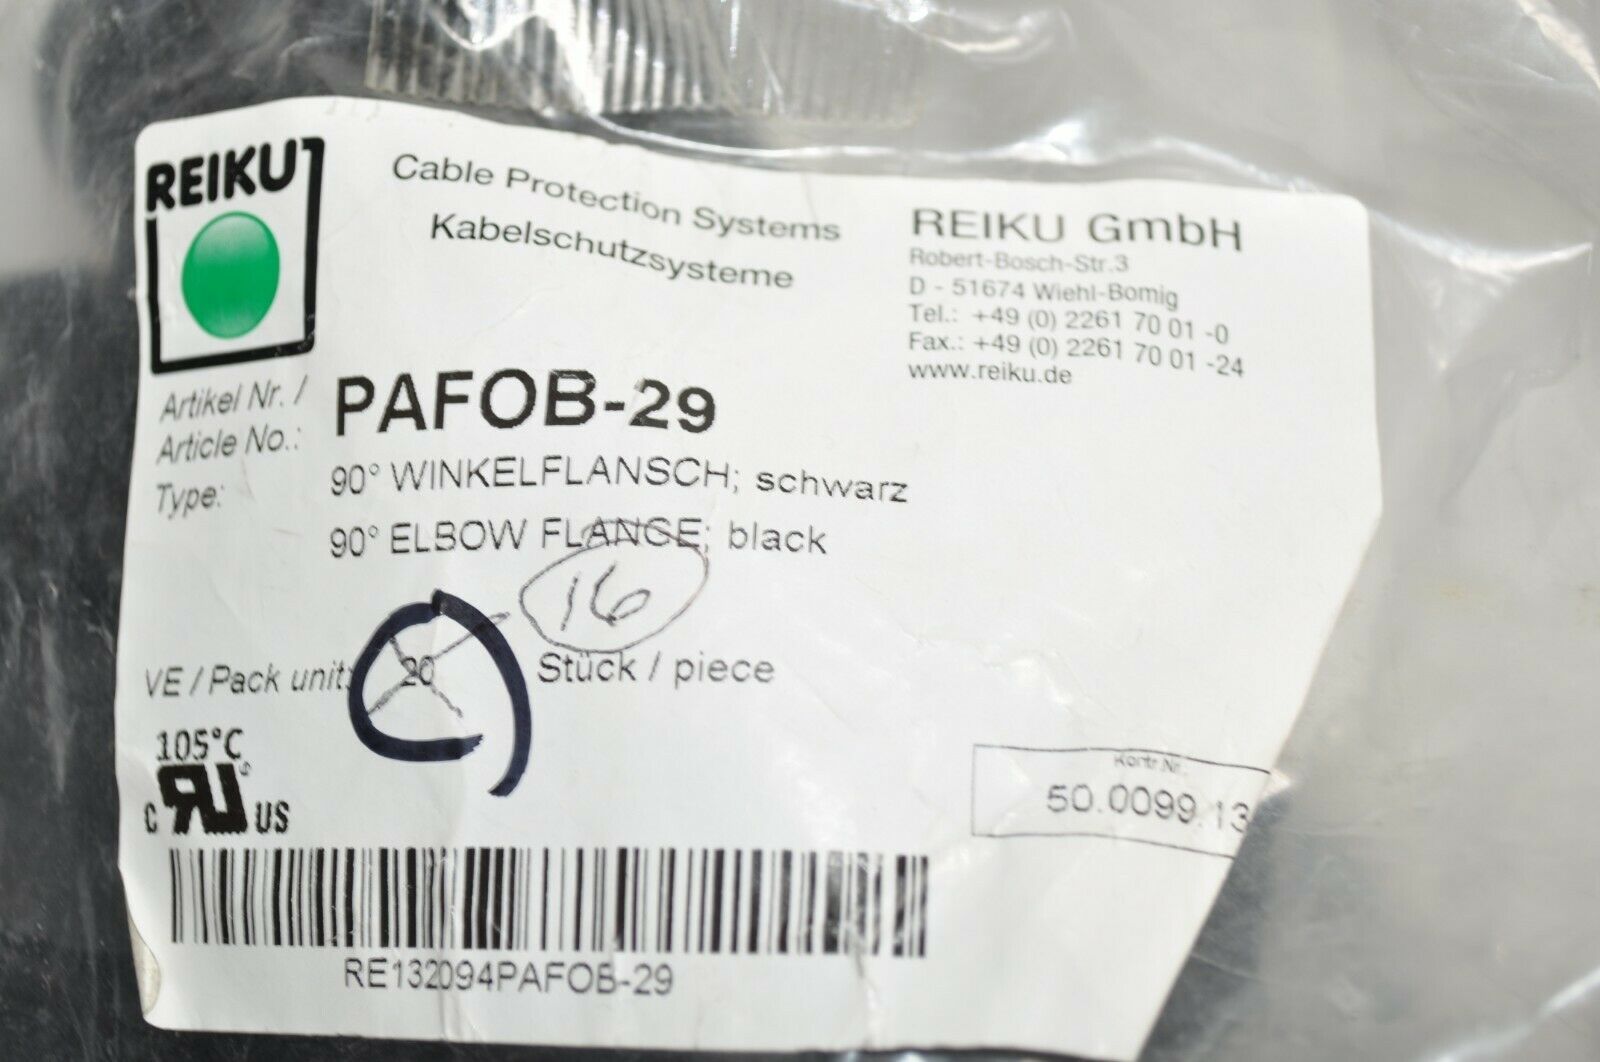 REIKU
Cable Protection Systems
Kabelschutzsysteme
REIKU GmbH
Robert-Bosch-Str.3
D - 51674 Wiehl-Bomig
Tel.: +49 (0) 2261 70 01 -0
Fax.: +49 (0) 2261 70 01 -24
www.reiku.de
Artikel Nr. /
Article No.: PAFOB-29
Type: 90° WINKELFLANSCH; schwarz
90° ELBOW FLANGE; black
16
VE / Pack unit: 20 Stück / piece
105°C
c RU US
Kontr.Nr.
50.0099.13
RE132094PAFOB-29